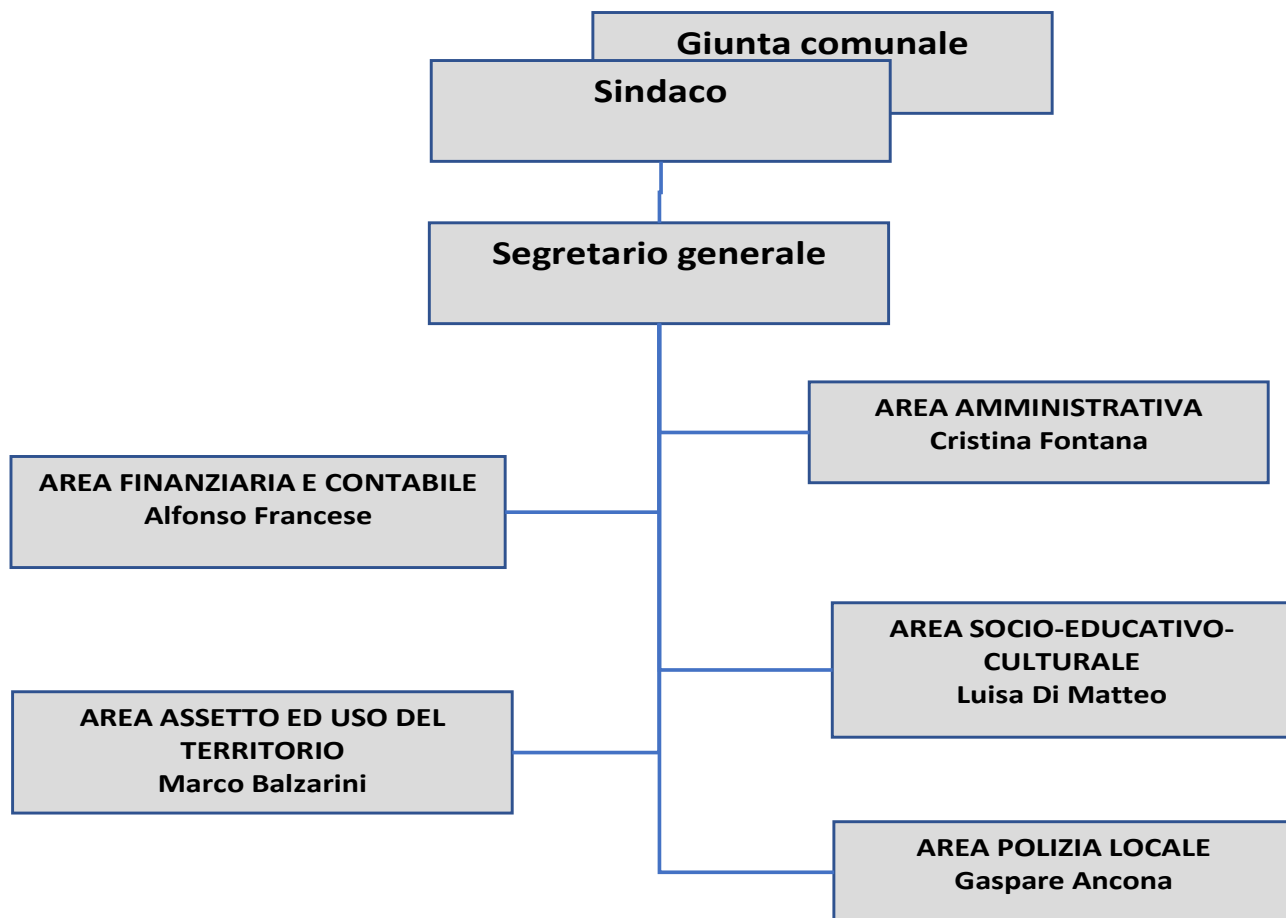 Giunta comunale
Sindaco
Segretario generale
AREA AMMINISTRATIVA
Cristina Fontana
AREA FINANZIARIA E CONTABILE
Alfonso Francese
AREA SOCIO-EDUCATIVO-
CULTURALE
Luisa Di Matteo
AREA ASSETTO ED USO DEL
TERRITORIO
Marco Balzarini
AREA POLIZIA LOCALE
Gaspare Ancona